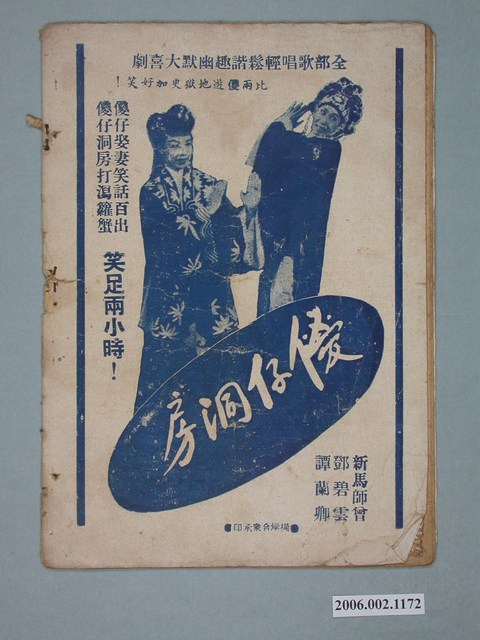 全部歌唱輕鬆諧趣幽默大喜劇
比兩傻遊地獄更加好笑！
傻仔娶妻笑話百出
傻仔洞房打瀉籮蟹
笑足兩小時！
傻仔洞房
新馬師曾
鄧碧雲
譚蘭卿
承印
2006.002.1172